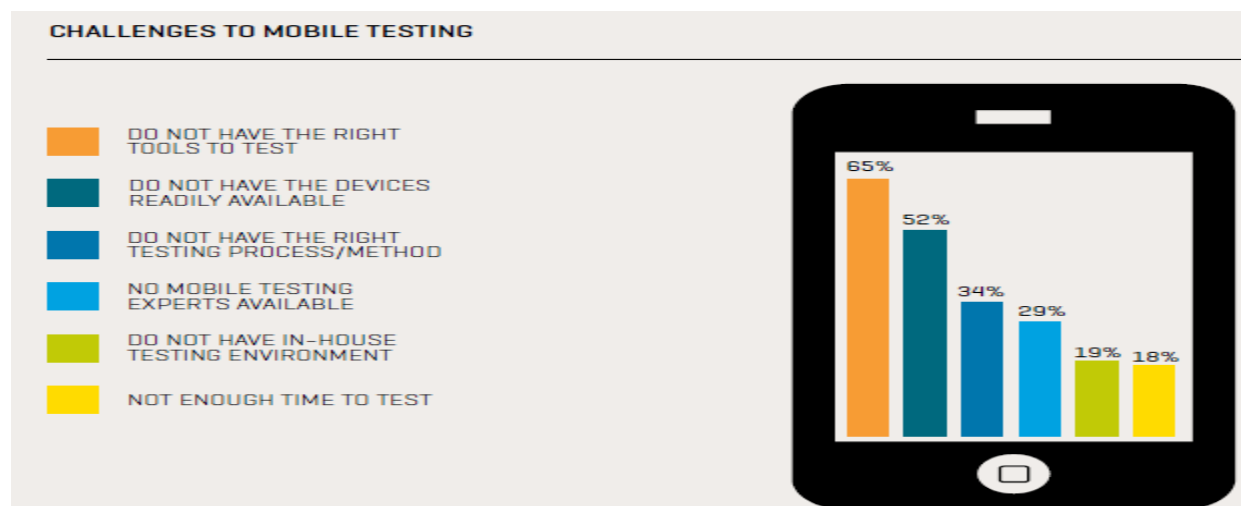 CHALLENGES TO MOBILE TESTING
DO NOT HAVE THE RIGHT
TOOLS TO TEST
DO NOT HAVE THE DEVICES
READILY AVAILABLE
DO NOT HAVE THE RIGHT
TESTING PROCESS/METHOD
NO MOBILE TESTING
EXPERTS AVAILABLE
DO NOT HAVE IN-HOUSE
TESTING ENVIRONMENT
NOT ENOUGH TIME TO TEST
65%
52%
34%
29%
19%
18%